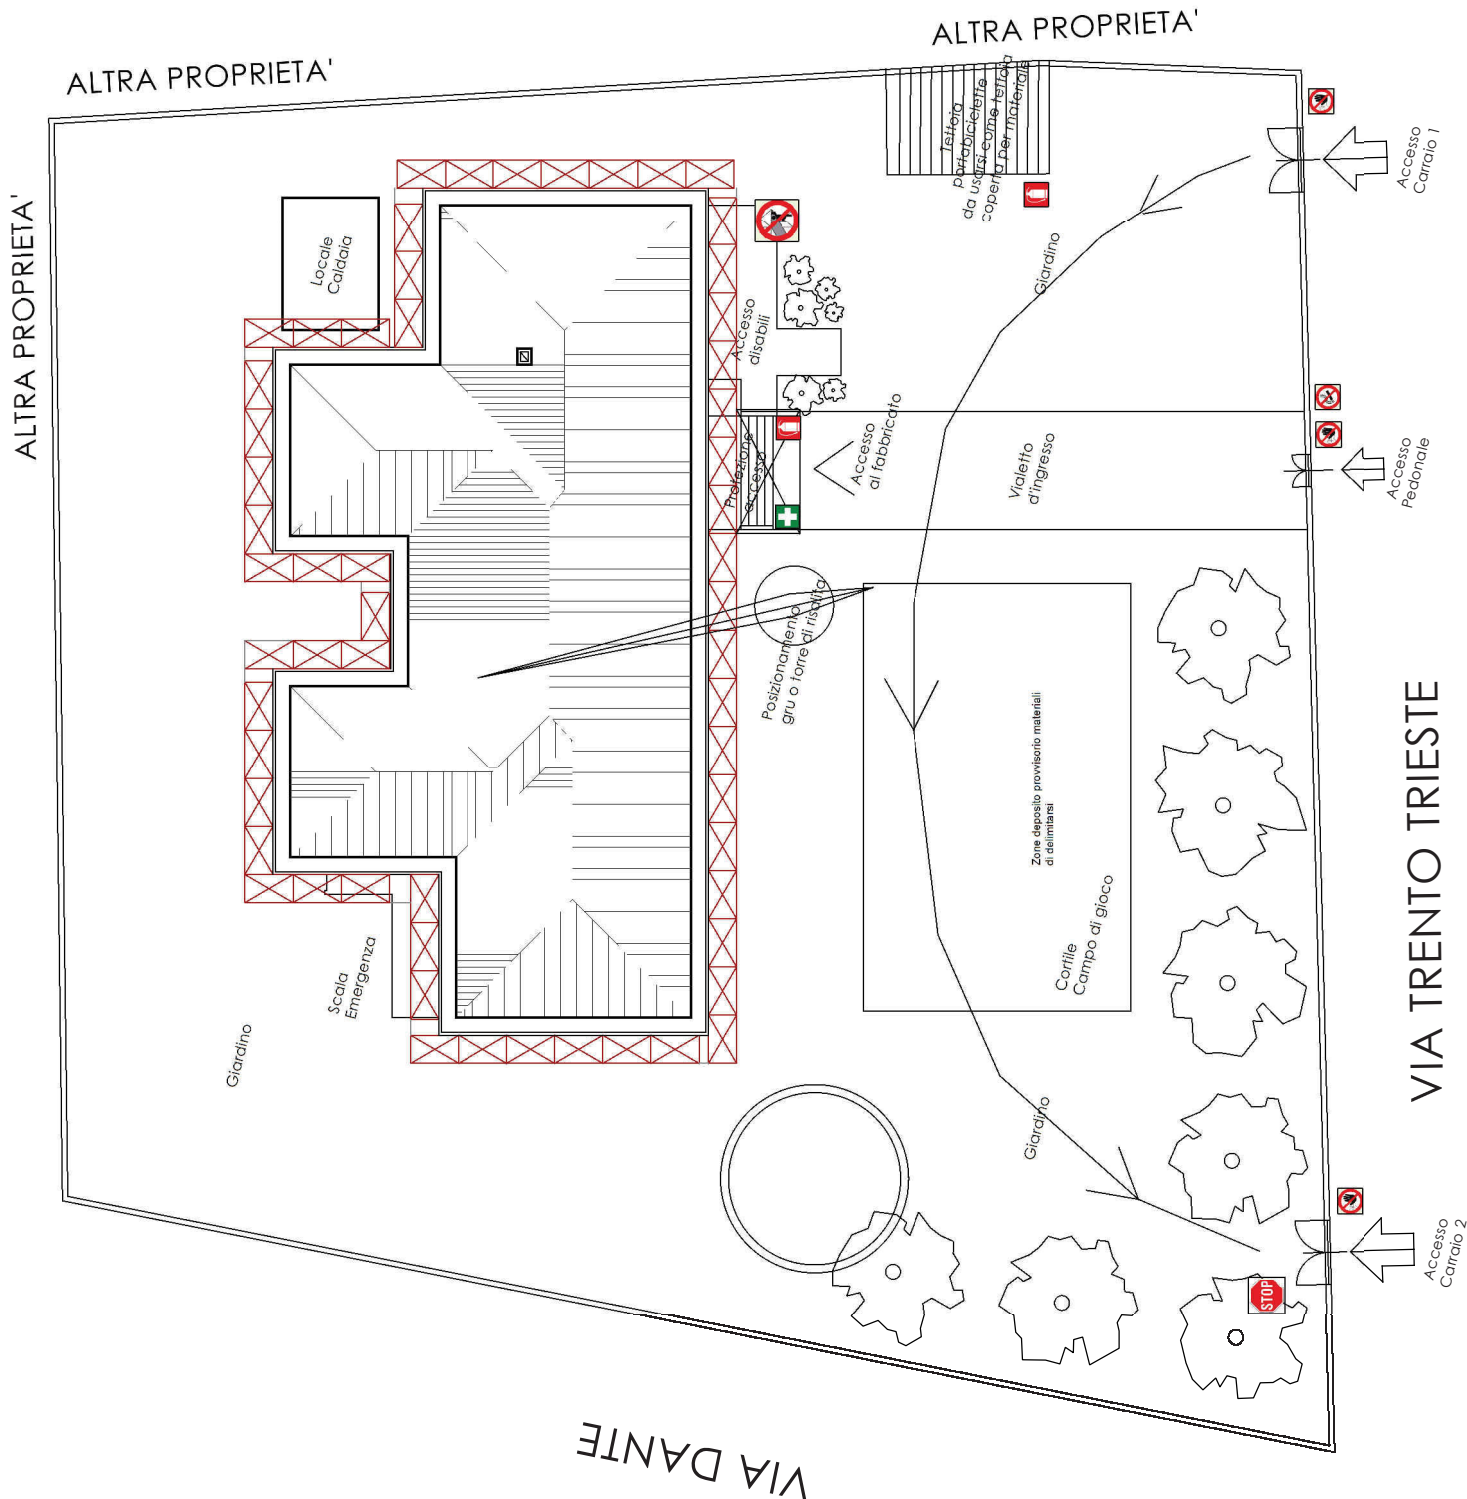 ALTRA PROPRIETA'
ALTRA PROPRIETA'
ALTRA PROPRIETA'
Tettoia
portabiciclette
da usarsi come tettoia
coperta per materiale
Accesso
Carraio 1
Locale
Caldaia
Giardino
Accesso
disabili
Accesso
al fabbricato
Protezione
accesso
Vialetto
d'ingresso
Accesso
Pedonale
Posizionamento
gru o torre di risalita
Zone deposito provvisorio materiali
di delimitarsi
Cortile
Campo di gioco
VIA TRENTO TRIESTE
Scala
Emergenza
Giardino
Giardino
Accesso
Carraio 2
STOP
VIA DANTE